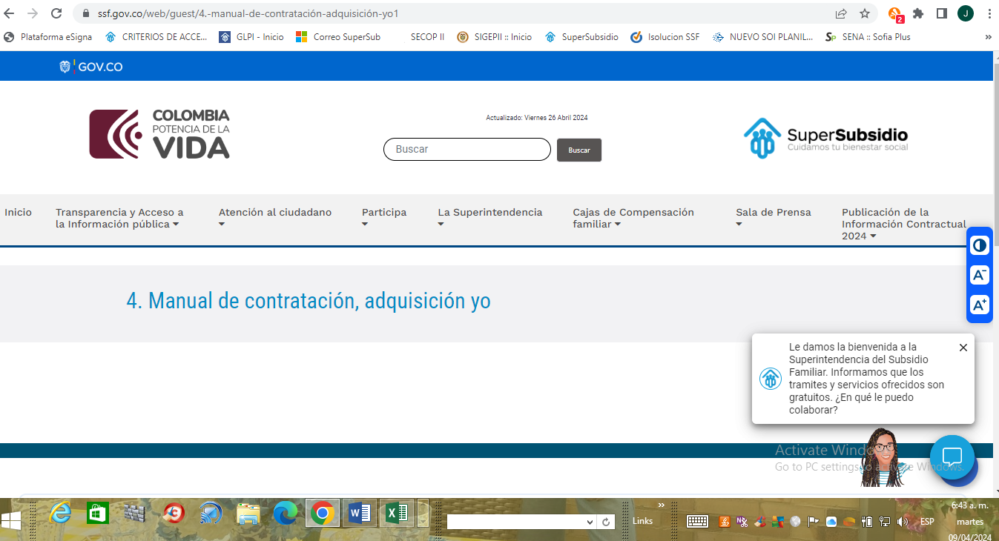 ssf.gov.co/web/guest/4.-manual-de-contratación-adquisición-yo1
2
J
Plataforma eSigna
CRITERIOS DE ACCE...
GLPI - Inicio
Correo SuperSub
SECOP II
SIGEPII :: Inicio
SuperSubsidio
Isolucion SSF
NUEVO SOI PLANIL...
SENA :: Sofia Plus
»
GOV.CO
COLOMBIA
POTENCIA DE LA
VIDA
Actualizado: Viernes 26 Abril 2024
Buscar
Buscar
SuperSubsidio
Cuidamos tu bienestar social
Inicio
Transparencia y Acceso a
la Información pública
Atención al ciudadano
Participa
La Superintendencia
Cajas de Compensación
familiar
Sala de Prensa
Publicación de la
Información Contractual
2024
A-
A+
4. Manual de contratación, adquisición yo
Le damos la bienvenida a la
Superintendencia del Subsidio
Familiar. Informamos que los
tramites y servicios ofrecidos son
gratuitos. ¿En qué le puedo
colaborar?
Activate Windo
Go to PC settings to activate Windows.
»
Links
ESP
6:43 a. m.
martes
09/04/2024